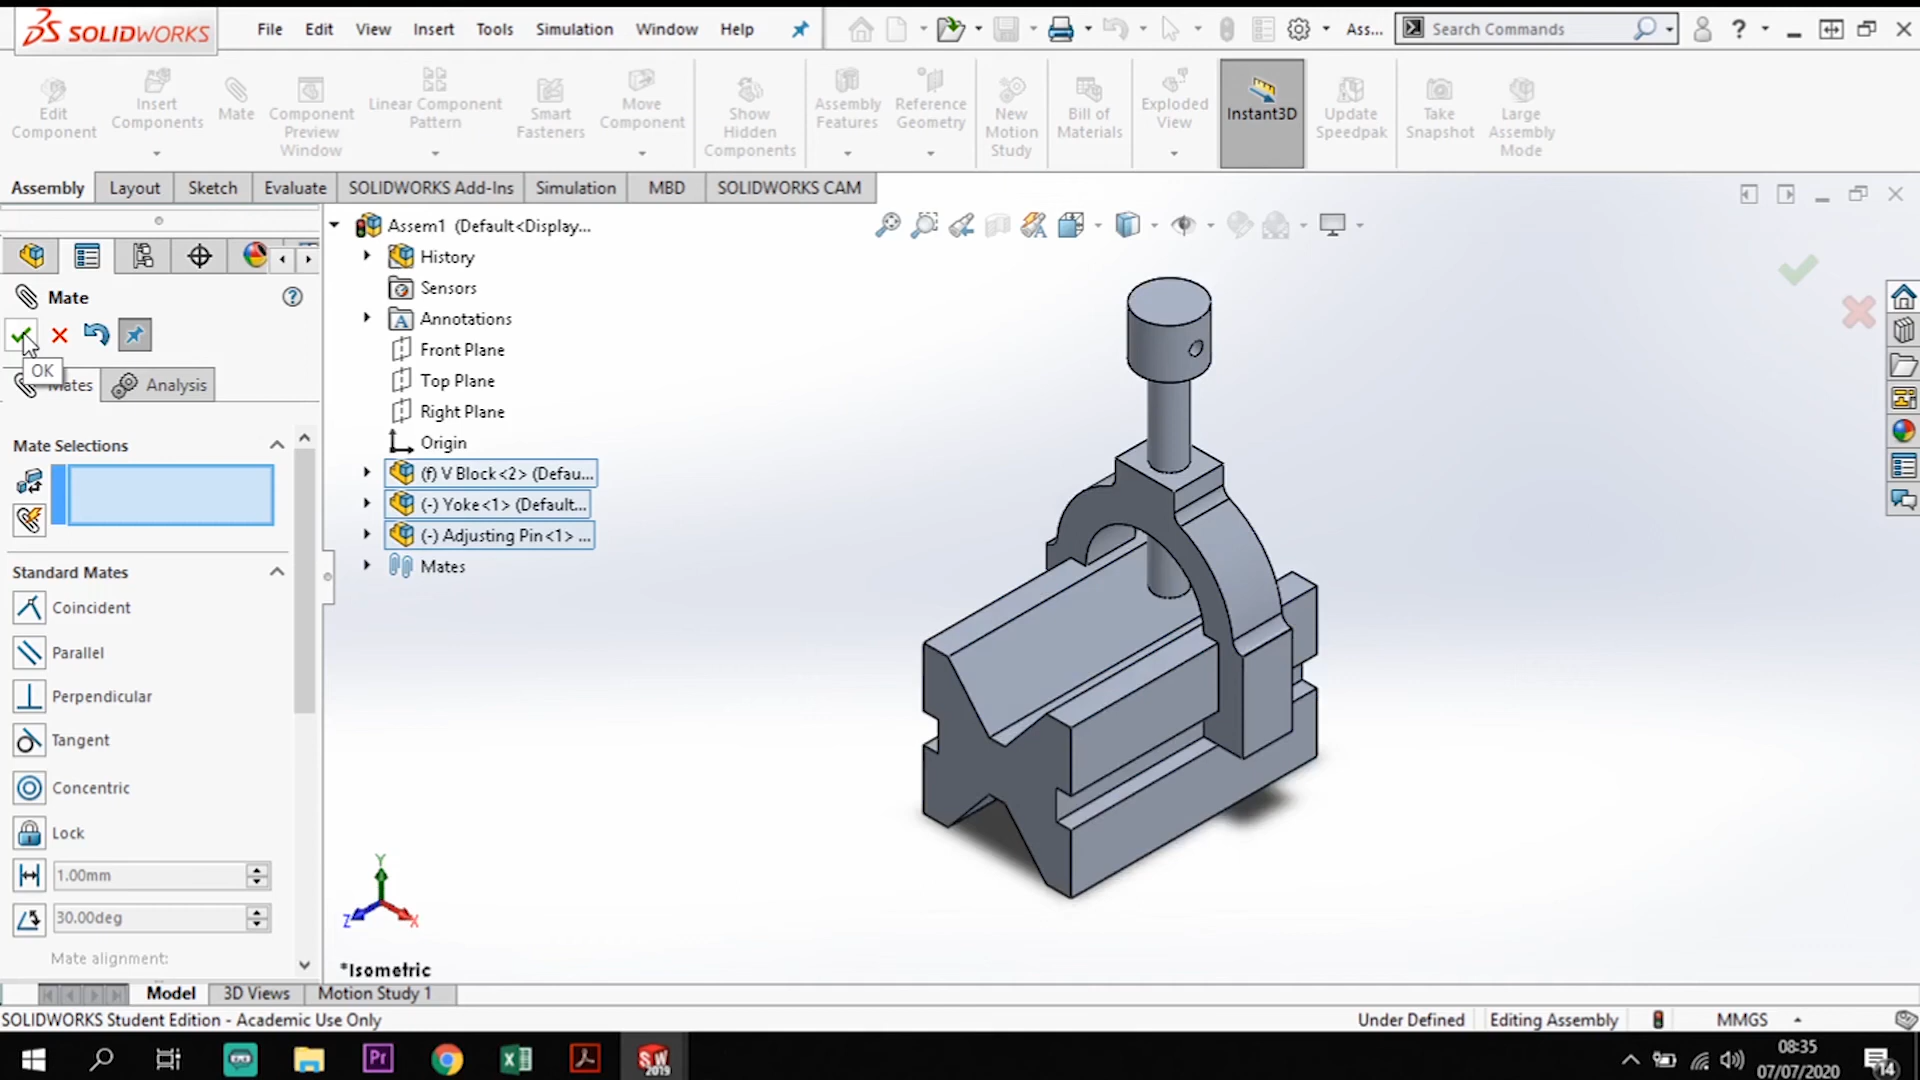 SOLIDWORKS File Edit View Insert Tools Simulation Window Help Ass... Search Commands ?
Edit Component
Insert Components
Mate
Component Preview Window
Linear Component Pattern
Smart Fasteners
Move Component
Show Hidden Components
Assembly Features
Reference Geometry
New Motion Study
Bill of Materials
Exploded View
Instant3D
Update Speedpak
Take Snapshot
Large Assembly Mode
Assembly Layout Sketch Evaluate SOLIDWORKS Add-Ins Simulation MBD SOLIDWORKS CAM
Mate
OK
Mates Analysis
Mate Selections
Standard Mates
Coincident
Parallel
Perpendicular
Tangent
Concentric
Lock
1.00mm
30.00deg
Mate alignment:
Assem1 (Default<Display...
History
Sensors
Annotations
Front Plane
Top Plane
Right Plane
Origin
(f) V Block<2> (Defau...
(-) Yoke<1> (Default...
(-) Adjusting Pin<1> ...
Mates
Y
Z
X
*Isometric
Model 3D Views Motion Study 1
SOLIDWORKS Student Edition - Academic Use Only Under Defined Editing Assembly MMGS
Pr
SW 2019
08:35
07/07/2020
14